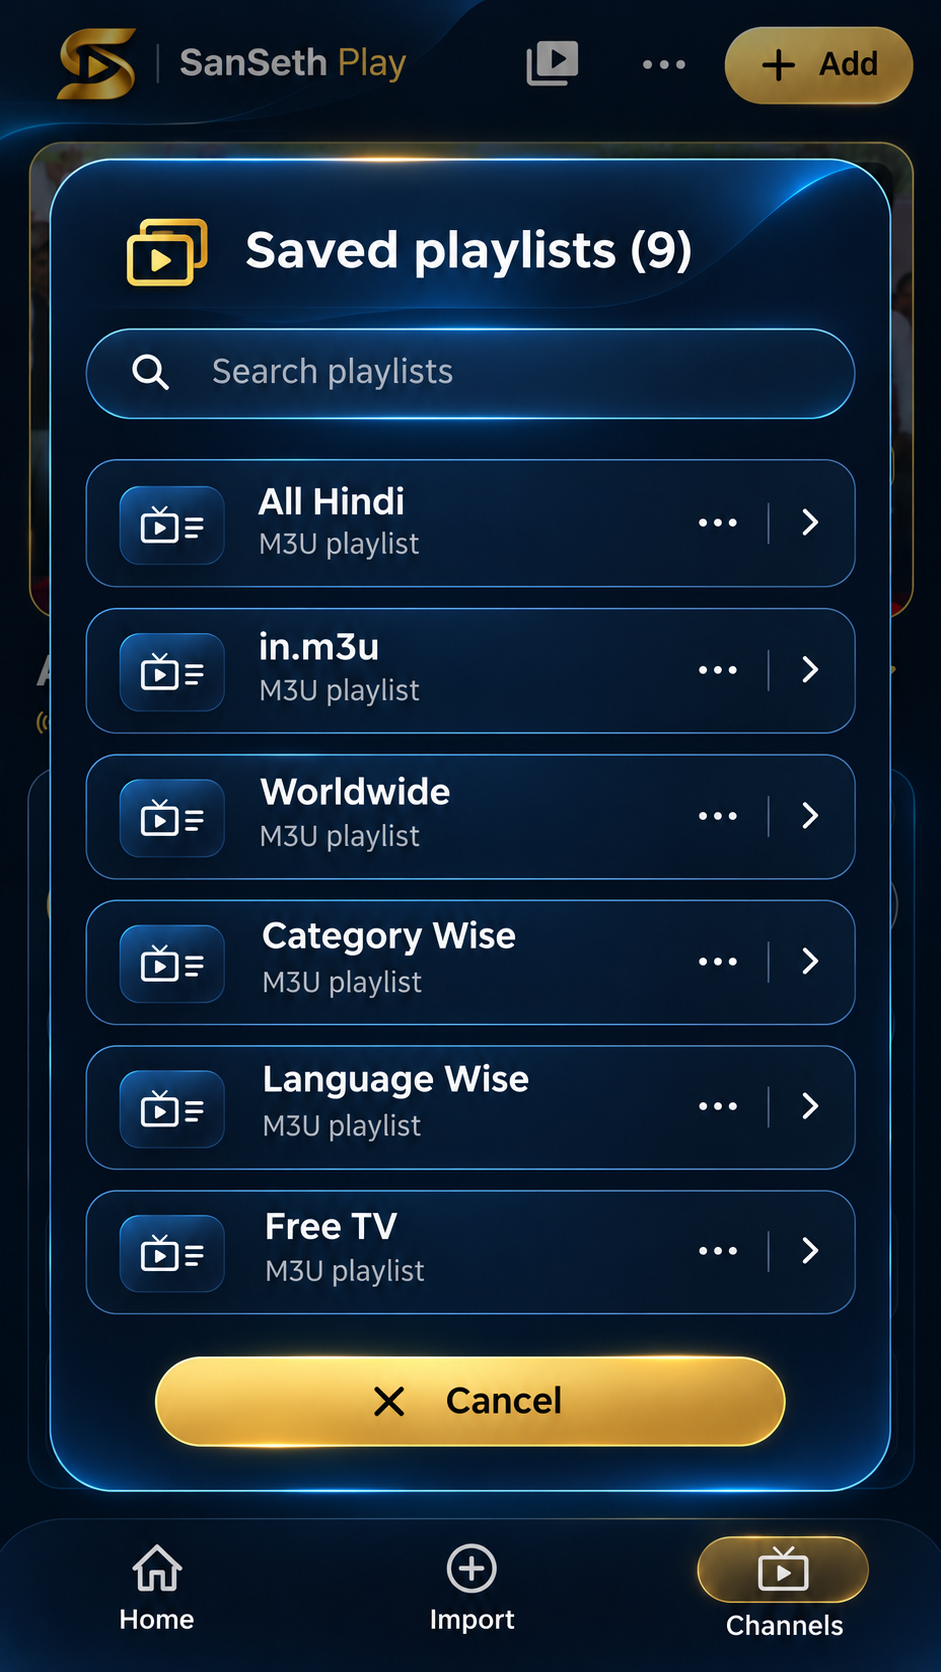 SanSeth Play
Add
Saved playlists (9)
Search playlists
All Hindi
M3U playlist
in.m3u
M3U playlist
Worldwide
M3U playlist
Category Wise
M3U playlist
Language Wise
M3U playlist
Free TV
M3U playlist
Cancel
Home
Import
Channels